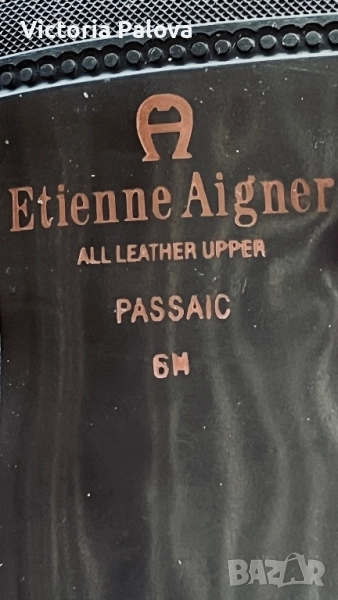 Victoria Palova
Etienne Aigner
ALL LEATHER UPPER
PASSAIC
6M
BAZAR